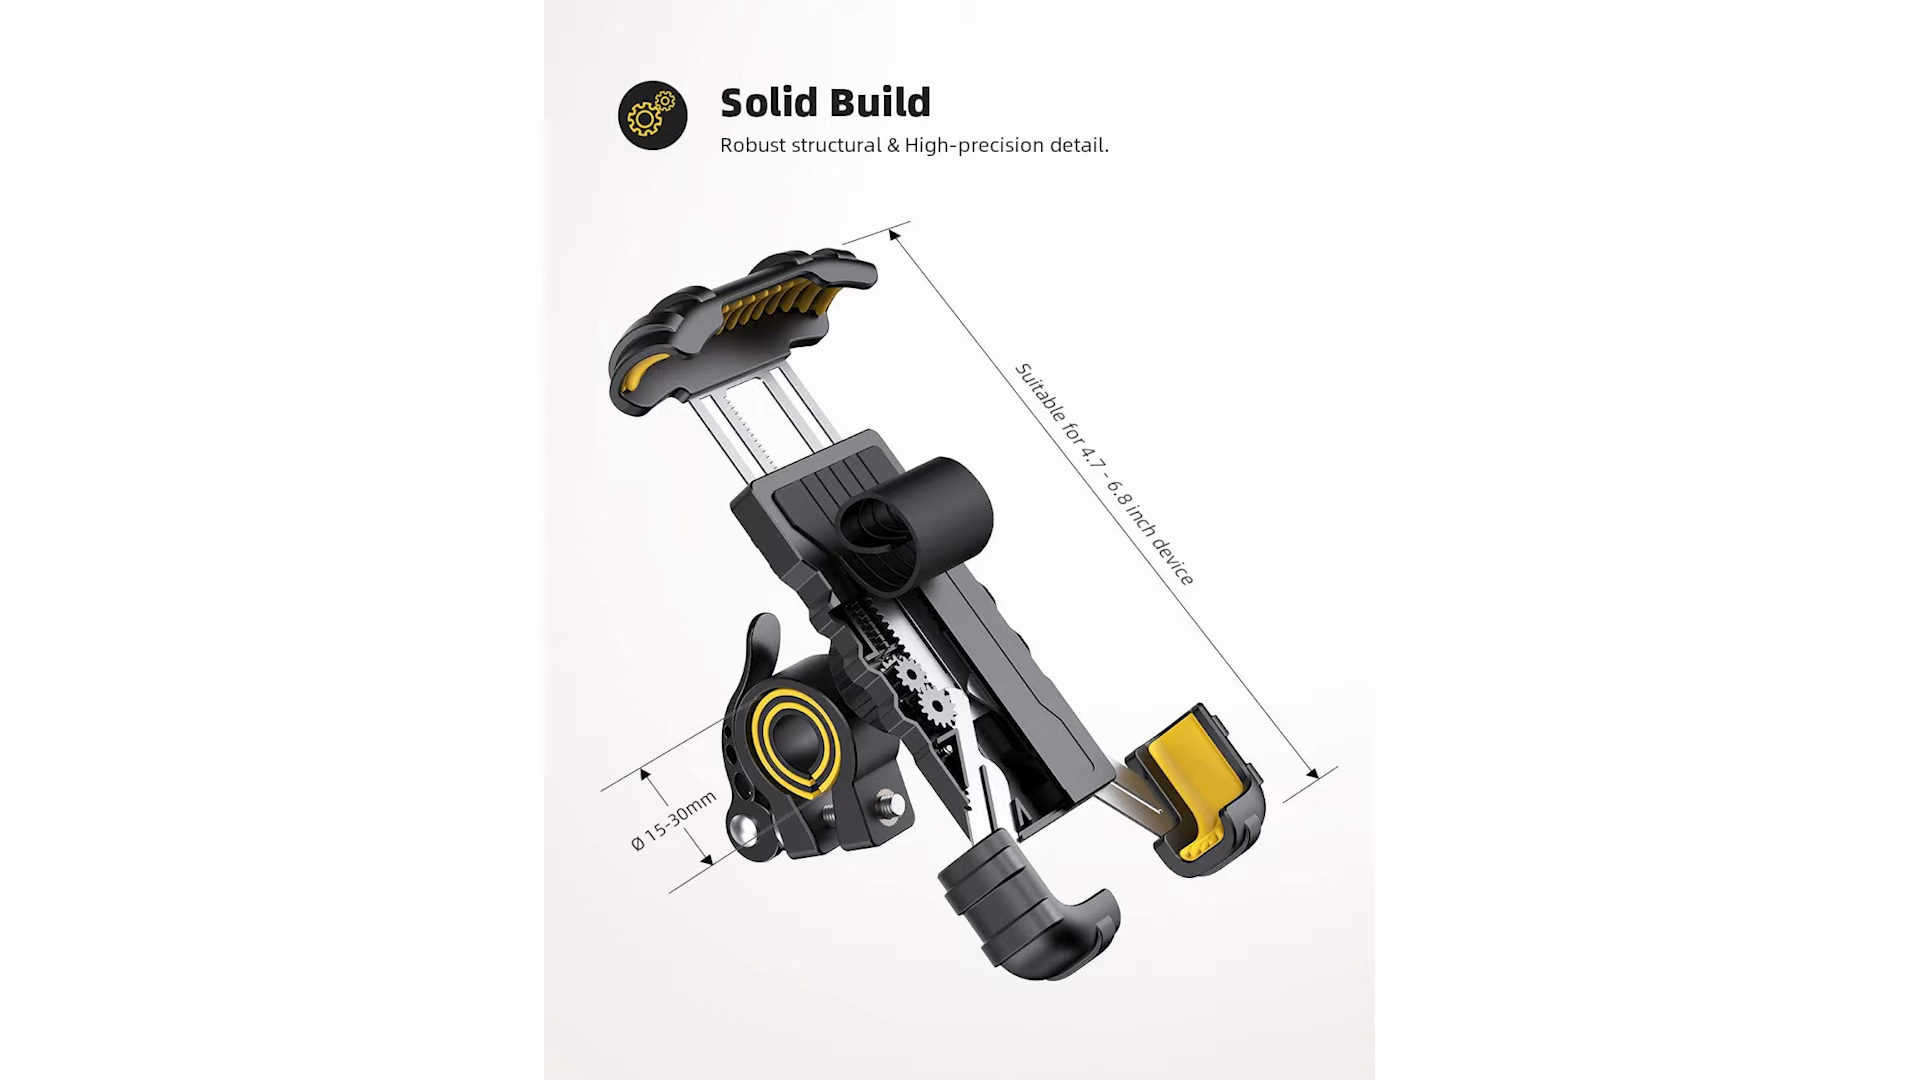 Solid Build
Robust structural & High-precision detail.
Suitable for 4.7 - 6.8 inch device
Ø 15-30mm